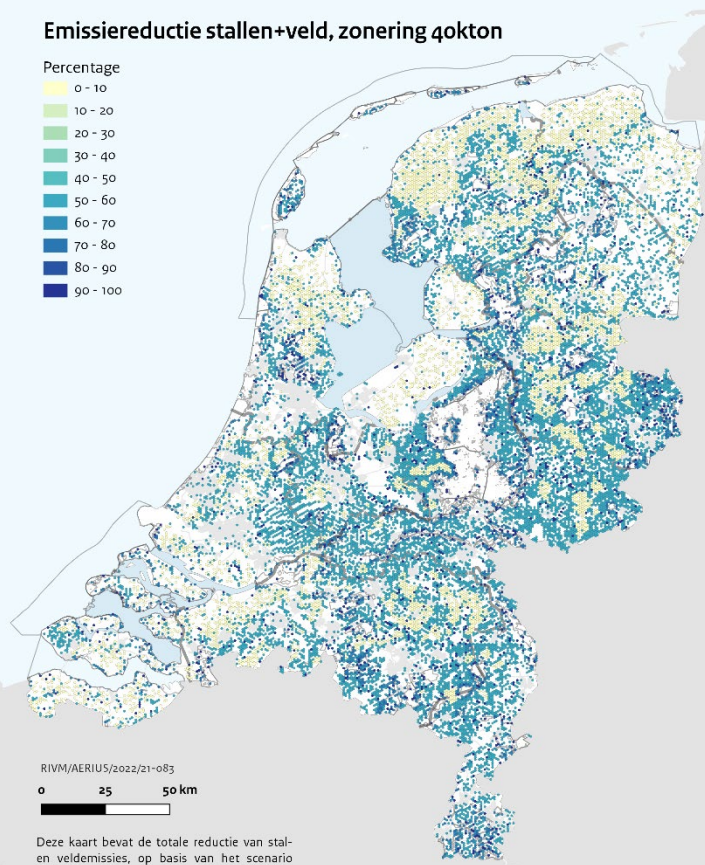 Emissiereductie stallen+veld, zonering 40kton
Percentage
0 - 10
10 - 20
20 - 30
30 - 40
40 - 50
50 - 60
60 - 70
70 - 80
80 - 90
90 - 100
RIVM/AERIUS/2022/21-083
0 25 50 km
Deze kaart bevat de totale reductie van stal-
en veldemissies, op basis van het scenario